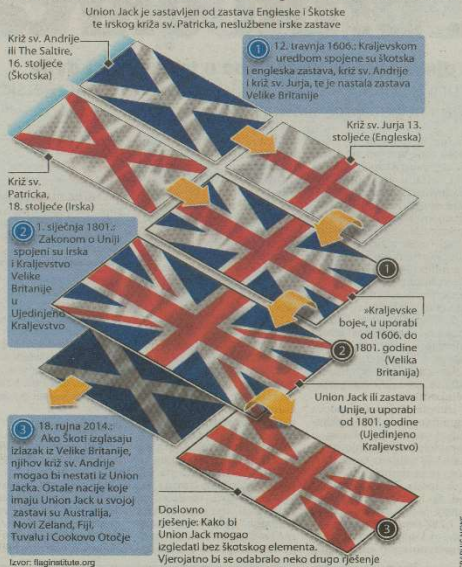 Union Jack je sastavljen od zastava Engleske i Škotske
te irskog križa sv. Patricka, neslužbene irske zastave
Križ sv. Andrije
ili The Saltire,
16. stoljeće
(Škotska)
1 12. travnja 1606.: Kraljevskom
uredbom spojene su škotska
i engleska zastava, križ sv. Andrije
i križ sv. Jurja, te je nastala zastava
Velike Britanije
Križ sv. Jurja 13.
stoljeće (Engleska)
Križ sv.
Patricka,
18. stoljeće (Irska)
2 1. siječnja 1801.:
Zakonom o Uniji
spojeni su Irska
i Kraljevstvo
Velike
Britanije
u
Ujedinjeno
Kraljevstvo
1
»Kraljevske
boje«, u uporabi
od 1606. do
1801. godine
(Velika
Britanija)
2
Union Jack ili zastava
Unije, u uporabi
od 1801. godine
(Ujedinjeno
Kraljevstvo)
3 18. rujna 2014.:
Ako Škoti izglasaju
izlazak iz Velike Britanije,
njihov križ sv. Andrije
mogao bi nestati iz Union
Jacka. Ostale nacije koje
imaju Union Jack u svojoj
zastavi su Australija,
Novi Zeland, Fiji,
Tuvalu i Cookovo Otočje
3
Doslovno
rješenje: Kako bi
Union Jack mogao
izgledati bez škotskog elementa.
Vjerojatno bi se odabralo neko drugo rješenje
Izvor: flaginstitute.org